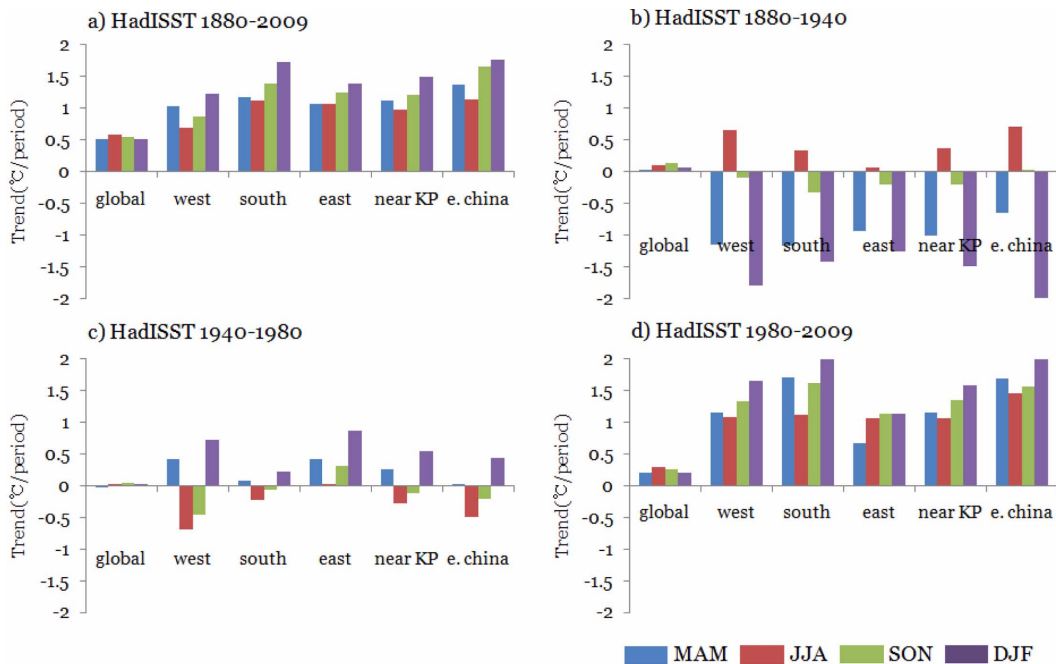 a) HadISST 1880-2009
2
1.5
1
0.5
0
-0.5
-1
-1.5
-2
Trend(℃/period)
global west south east near KP e. china
b) HadISST 1880-1940
2
1.5
1
0.5
0
-0.5
-1
-1.5
-2
Trend(℃/period)
global west south east near KP e. china
c) HadISST 1940-1980
2
1.5
1
0.5
0
-0.5
-1
-1.5
-2
Trend(℃/period)
global west south east near KP e. china
d) HadISST 1980-2009
2
1.5
1
0.5
0
-0.5
-1
-1.5
-2
Trend(℃/period)
global west south east near KP e. china
MAM JJA SON DJF